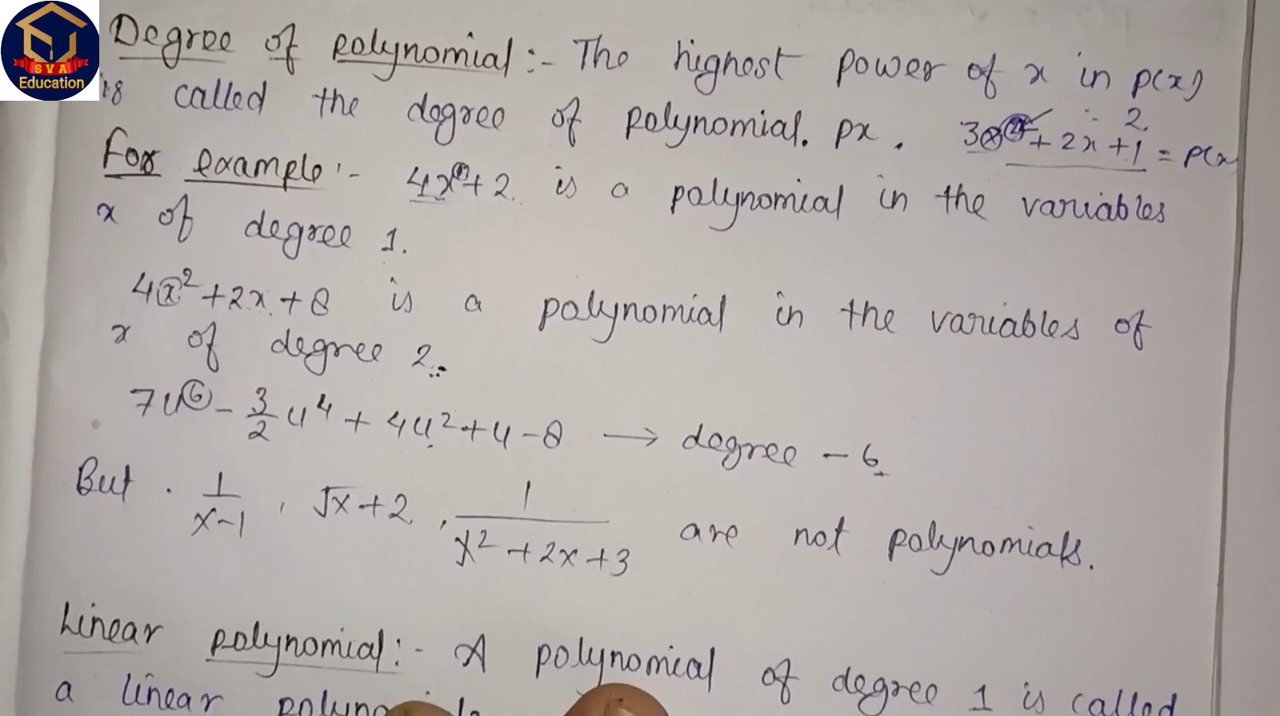 SVA
Education
Degree of polynomial :- The highest power of x in p(x)
is called the degree of polynomial. px. 3x² + 2x + 1 = p(x
2.
For example :- 4x + 2 is a polynomial in the variables
x of degree 1.
4x² + 2x + 8 is a polynomial in the variables of
x of degree 2.
7u⁶ - 3/2 u⁴ + 4u² + u - 8 → degree - 6
But . 1/x-1 , √x + 2 , 1/x² + 2x + 3 are not polynomials.
Linear polynomial :- A polynomial of degree 1 is called
a linear